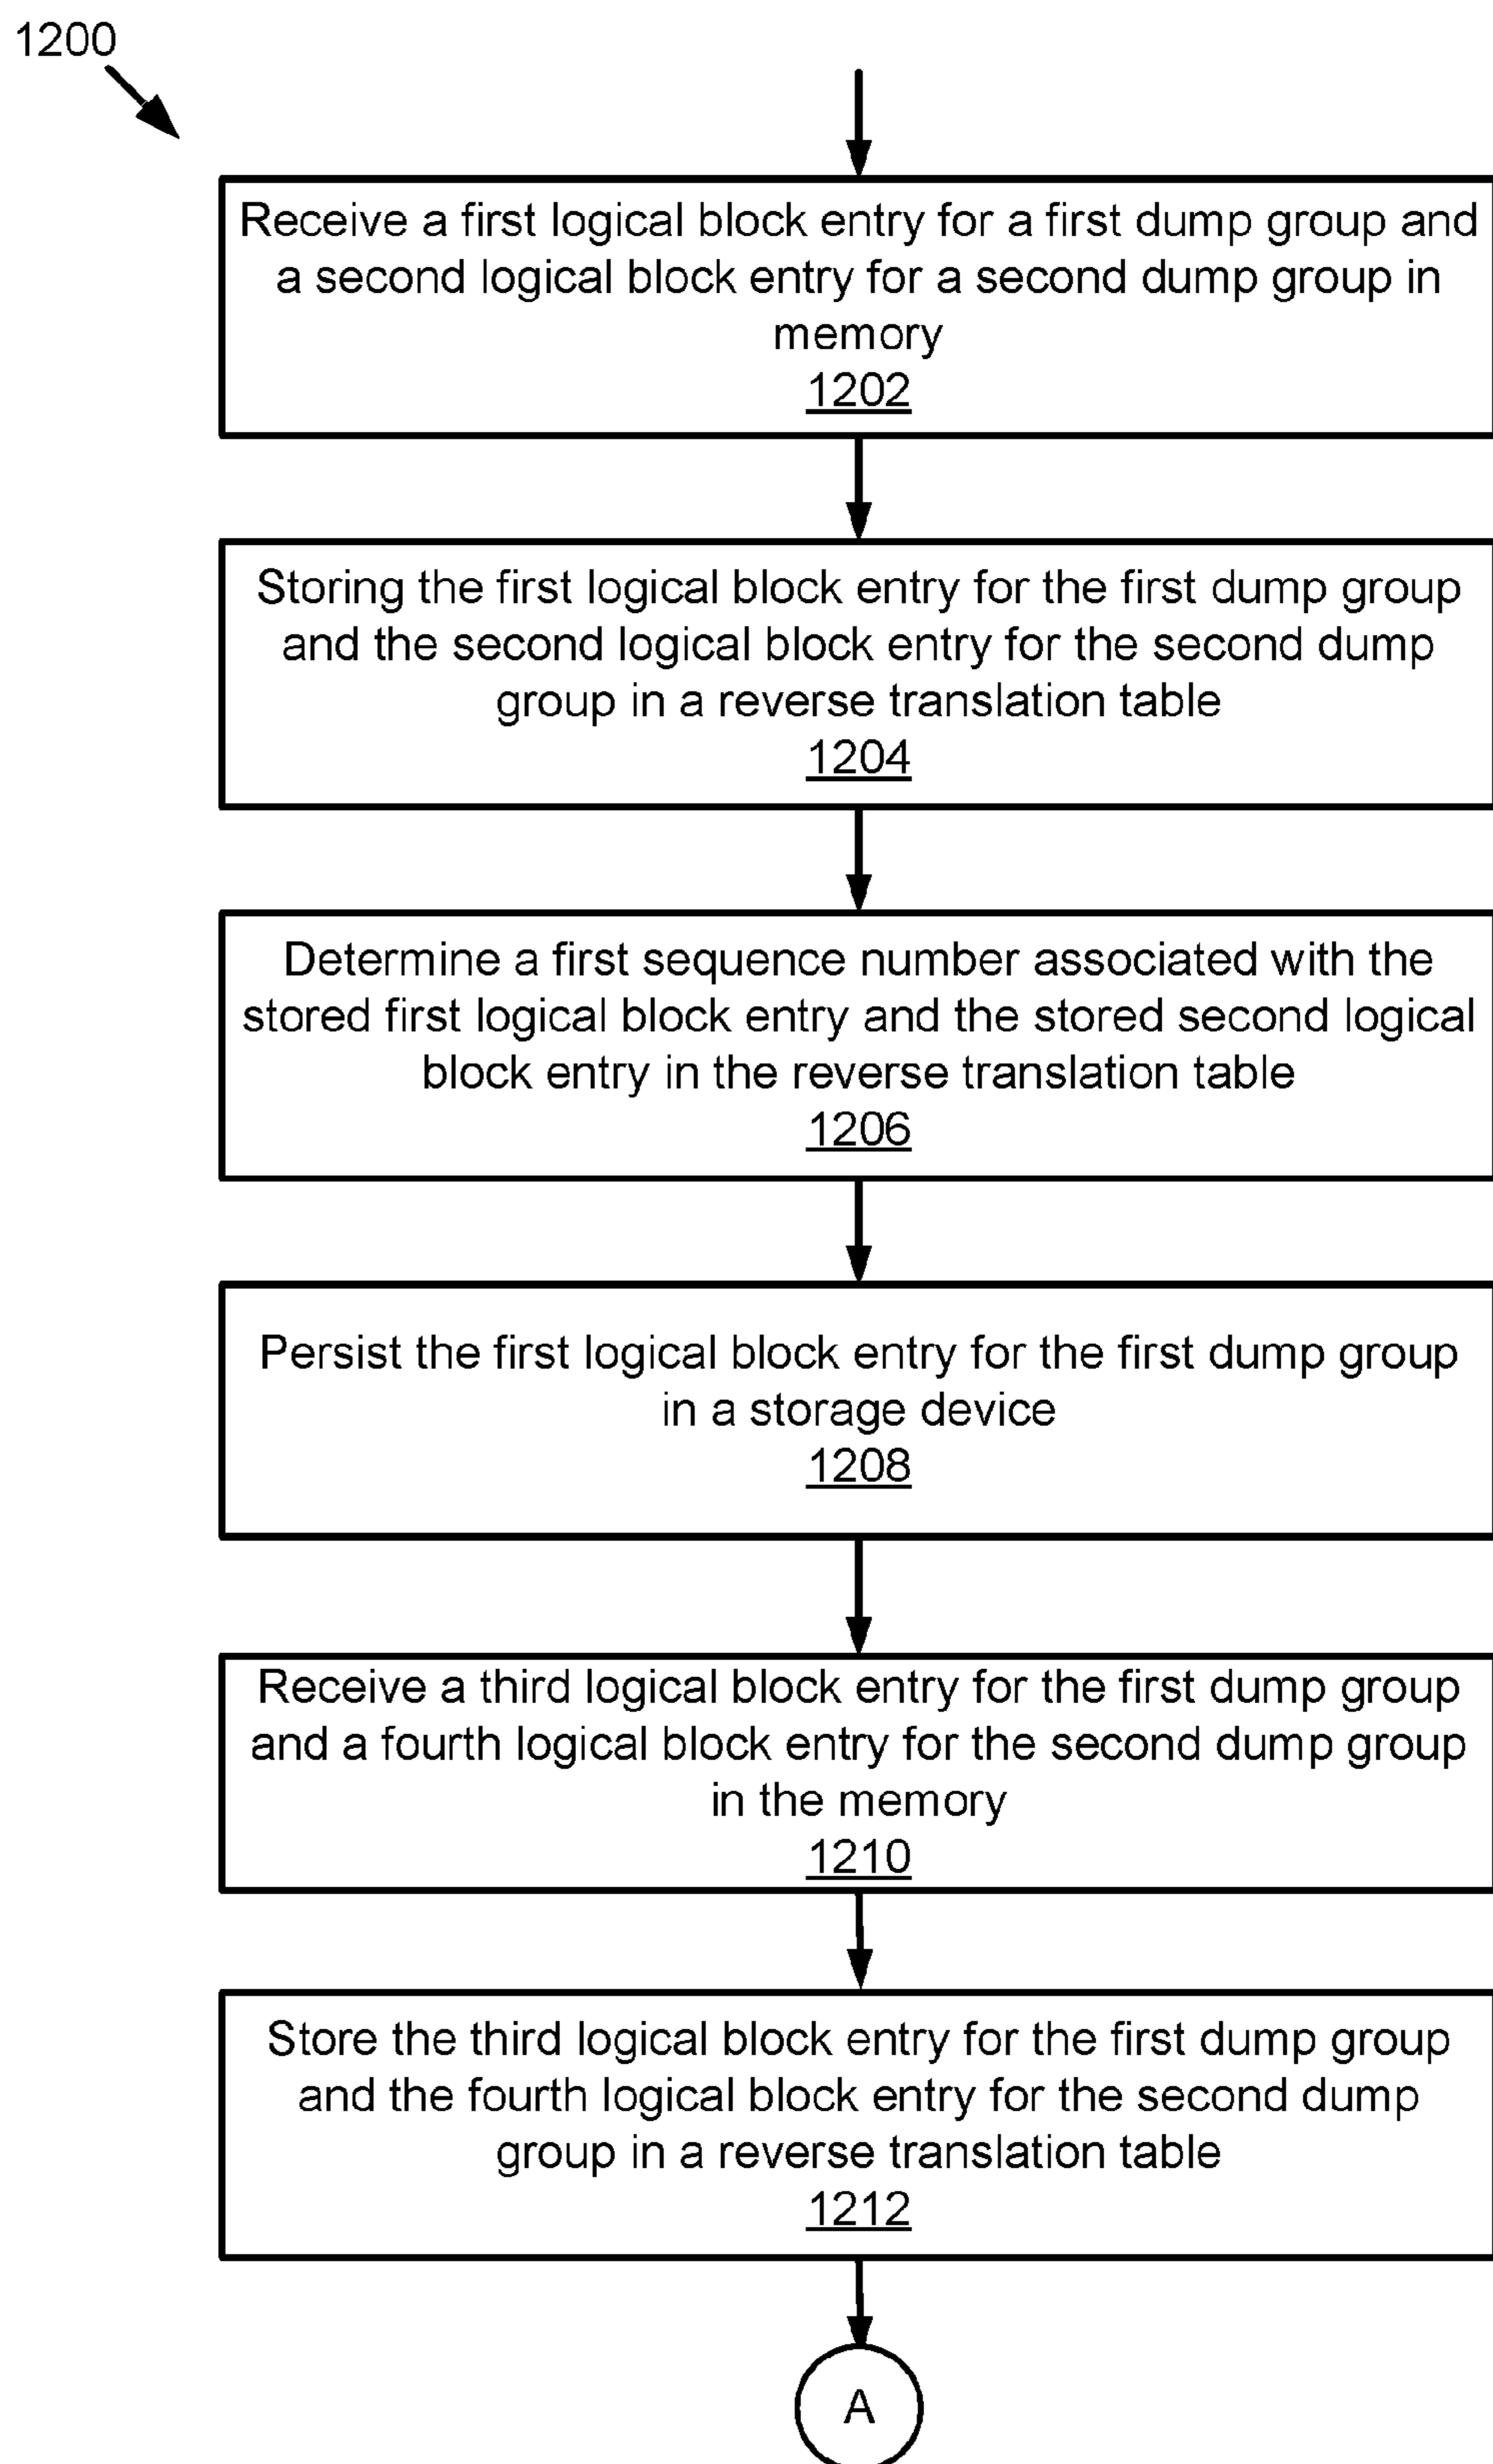 1200
Receive a first logical block entry for a first dump group and
a second logical block entry for a second dump group in
memory
1202
Storing the first logical block entry for the first dump group
and the second logical block entry for the second dump
group in a reverse translation table
1204
Determine a first sequence number associated with the
stored first logical block entry and the stored second logical
block entry in the reverse translation table
1206
Persist the first logical block entry for the first dump group
in a storage device
1208
Receive a third logical block entry for the first dump group
and a fourth logical block entry for the second dump group
in the memory
1210
Store the third logical block entry for the first dump group
and the fourth logical block entry for the second dump
group in a reverse translation table
1212
A